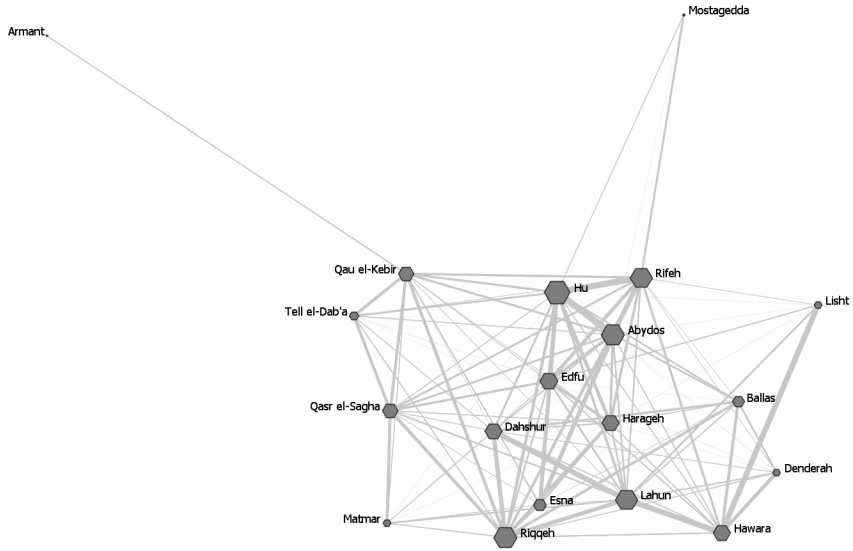 Mostagedda
Armant
Qau el-Kebir
Rifeh
Hu
Lisht
Tell el-Dab'a
Abydos
Edfu
Ballas
Qasr el-Sagha
Harageh
Dahshur
Denderah
Lahun
Esna
Matmar
Hawara
Riqqeh